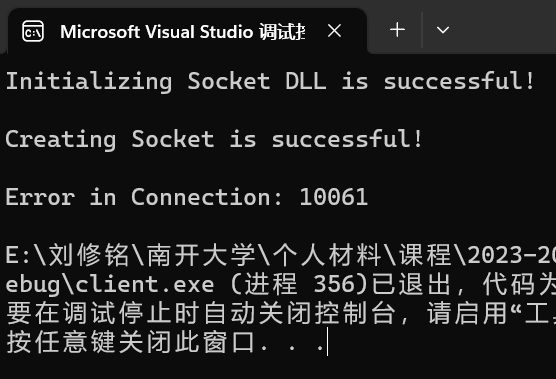 Microsoft Visual Studio 调试控
Initializing Socket DLL is successful!
Creating Socket is successful!
Error in Connection: 10061
E:\刘修铭\南开大学\个人材料\课程\2023-20
ebug\client.exe (进程 356)已退出，代码为
要在调试停止时自动关闭控制台，请启用“工具
按任意键关闭此窗口. . .